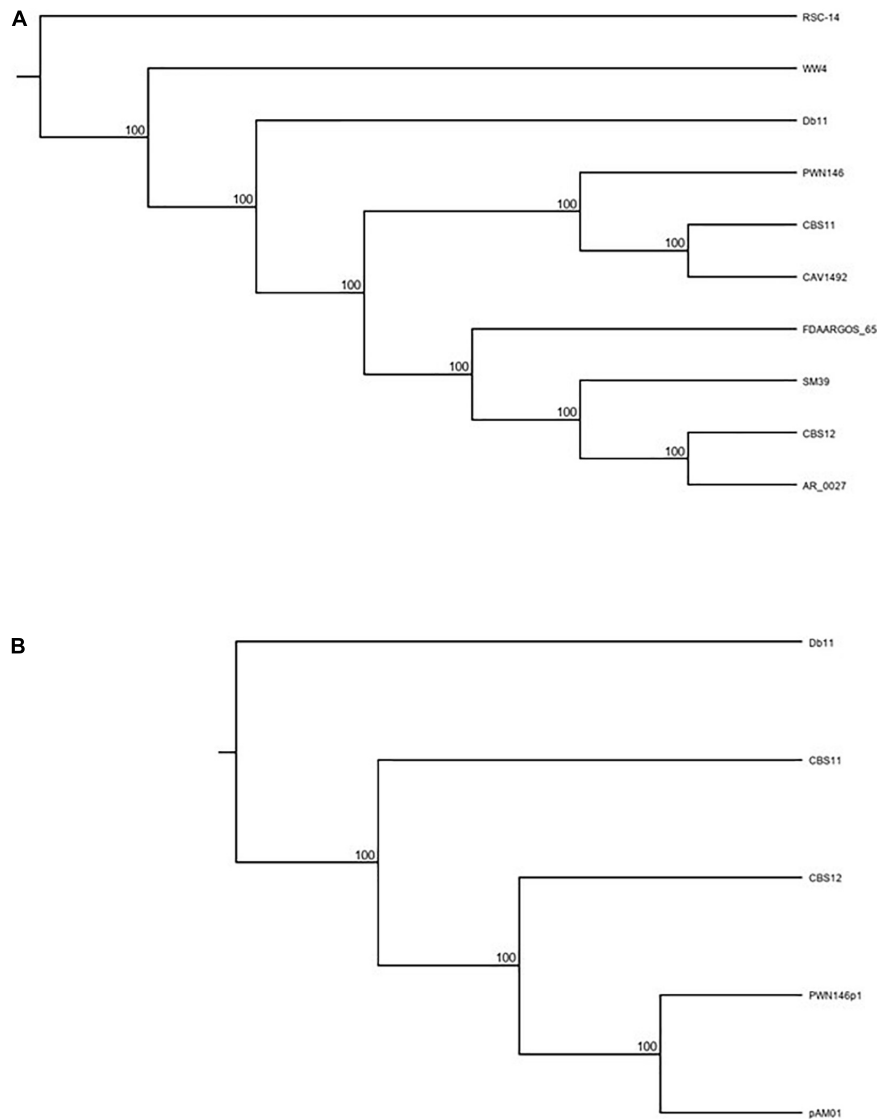 A
RSC-14
WW4
100
Db11
100
PWN146
100
CBS11
100
CAV1492
100
FDAARGOS_65
100
SM39
100
CBS12
100
AR_0027
B
Db11
CBS11
100
CBS12
100
PWN146p1
100
pAM01